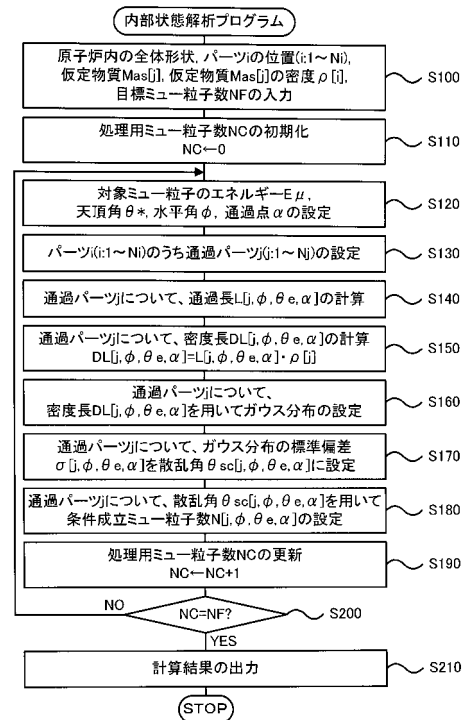 内部状態解析プログラム
原子炉内の全体形状, パーツiの位置(i:1~Ni),
仮定物質Mas[j], 仮定物質Mas[j]の密度ρ[i],
目標ミュー粒子数NFの入力
S100
処理用ミュー粒子数NCの初期化
NC←0
S110
対象ミュー粒子のエネルギーEμ,
天頂角θ*, 水平角φ, 通過点αの設定
S120
パーツi(i:1~Ni)のうち通過パーツj(j:1~Nj)の設定
S130
通過パーツjについて、通過長L[j,φ,θe,α]の計算
S140
通過パーツjについて、密度長DL[j,φ,θe,α]の計算
DL[j,φ,θe,α]=L[j,φ,θe,α]・ρ[j]
S150
通過パーツjについて、
密度長DL[j,φ,θe,α]を用いてガウス分布の設定
S160
通過パーツjについて、ガウス分布の標準偏差
σ[j,φ,θe,α]を散乱角θsc[j,φ,θe,α]に設定
S170
通過パーツjについて、散乱角θsc[j,φ,θe,α]を用いて
条件成立ミュー粒子数N[j,φ,θe,α]の設定
S180
処理用ミュー粒子数NCの更新
NC←NC+1
S190
NO
NC=NF?
S200
YES
計算結果の出力
S210
STOP